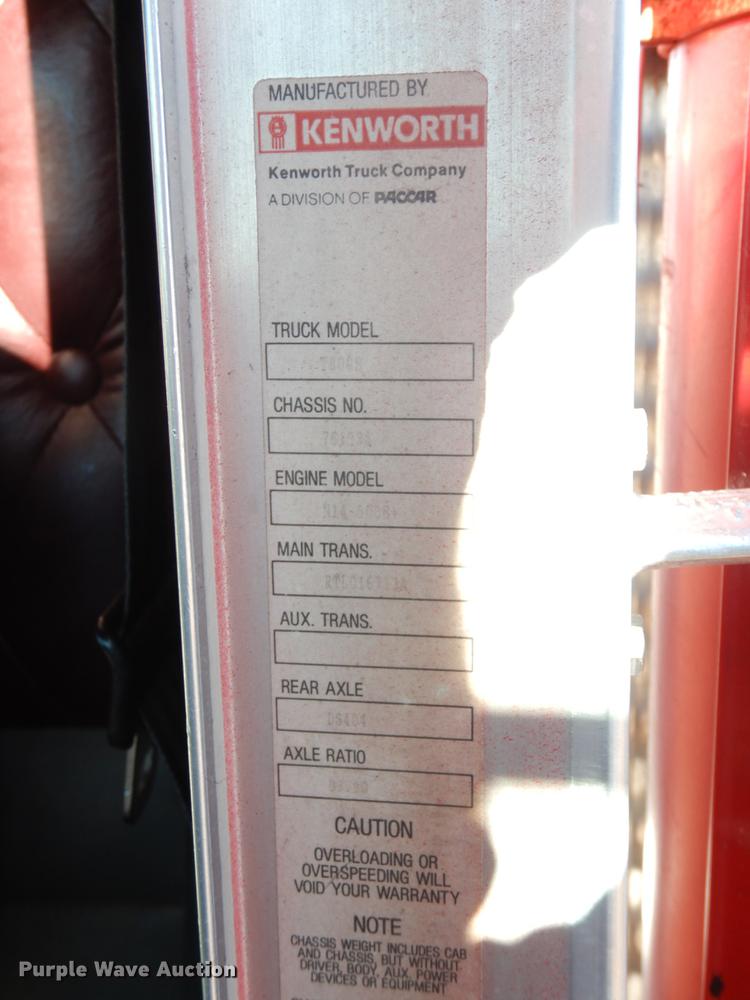 MANUFACTURED BY
KENWORTH
Kenworth Truck Company
A DIVISION OF PACCAR
TRUCK MODEL
CHASSIS NO.
ENGINE MODEL
MAIN TRANS.
AUX. TRANS.
REAR AXLE
DS404
AXLE RATIO
CAUTION
OVERLOADING OR
OVERSPEEDING WILL
VOID YOUR WARRANTY
NOTE
CHASSIS WEIGHT INCLUDES CAB
AND CHASSIS, BUT WITHOUT
DRIVER, BODY, AUX. POWER
DEVICES OR EQUIPMENT
Purple Wave Auction